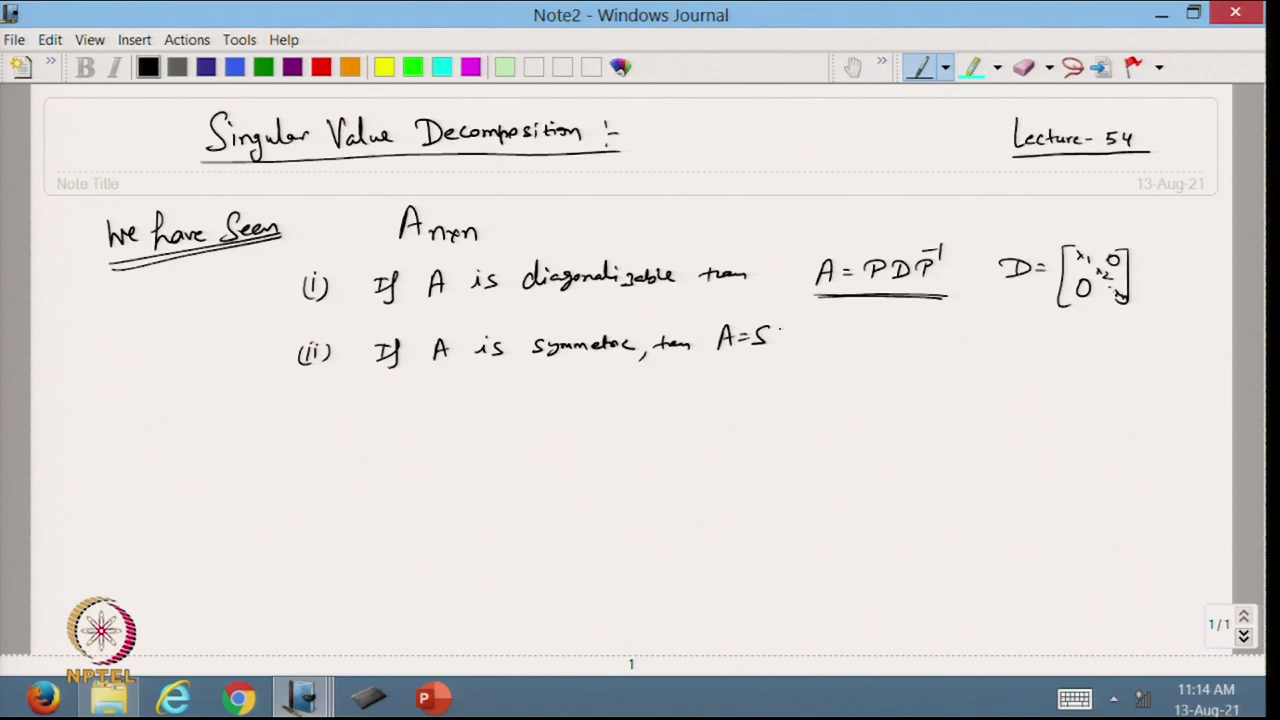 Note2 - Windows Journal
File Edit View Insert Actions Tools Help
Singular Value Decomposition :-
Lecture - 54
Note Title
13-Aug-21
We have Seen
A n×n
(i) If A is diagonalizable then A = P D P⁻¹ D = [λ₁ 0 λ₂ 0 ⋱ λₙ]
(ii) If A is symmetric, then A = S
1 / 1
NPTEL
1
11:14 AM
13-Aug-21